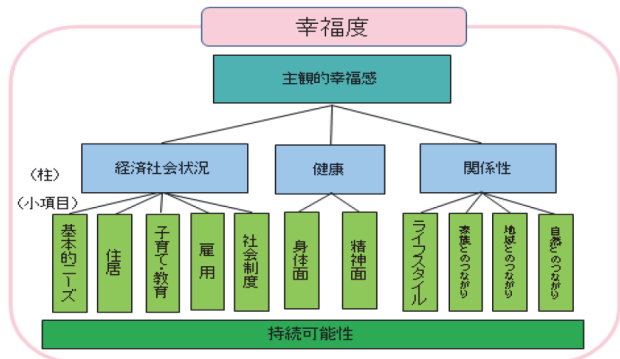 幸福度
主観的幸福感
〈柱〉
経済社会状況
健康
関係性
〈小項目〉
基本的ニーズ
住居
子育て・教育
雇用
社会制度
身体面
精神面
ライフスタイル
家族とのつながり
地域とのつながり
自然とのつながり
持続可能性